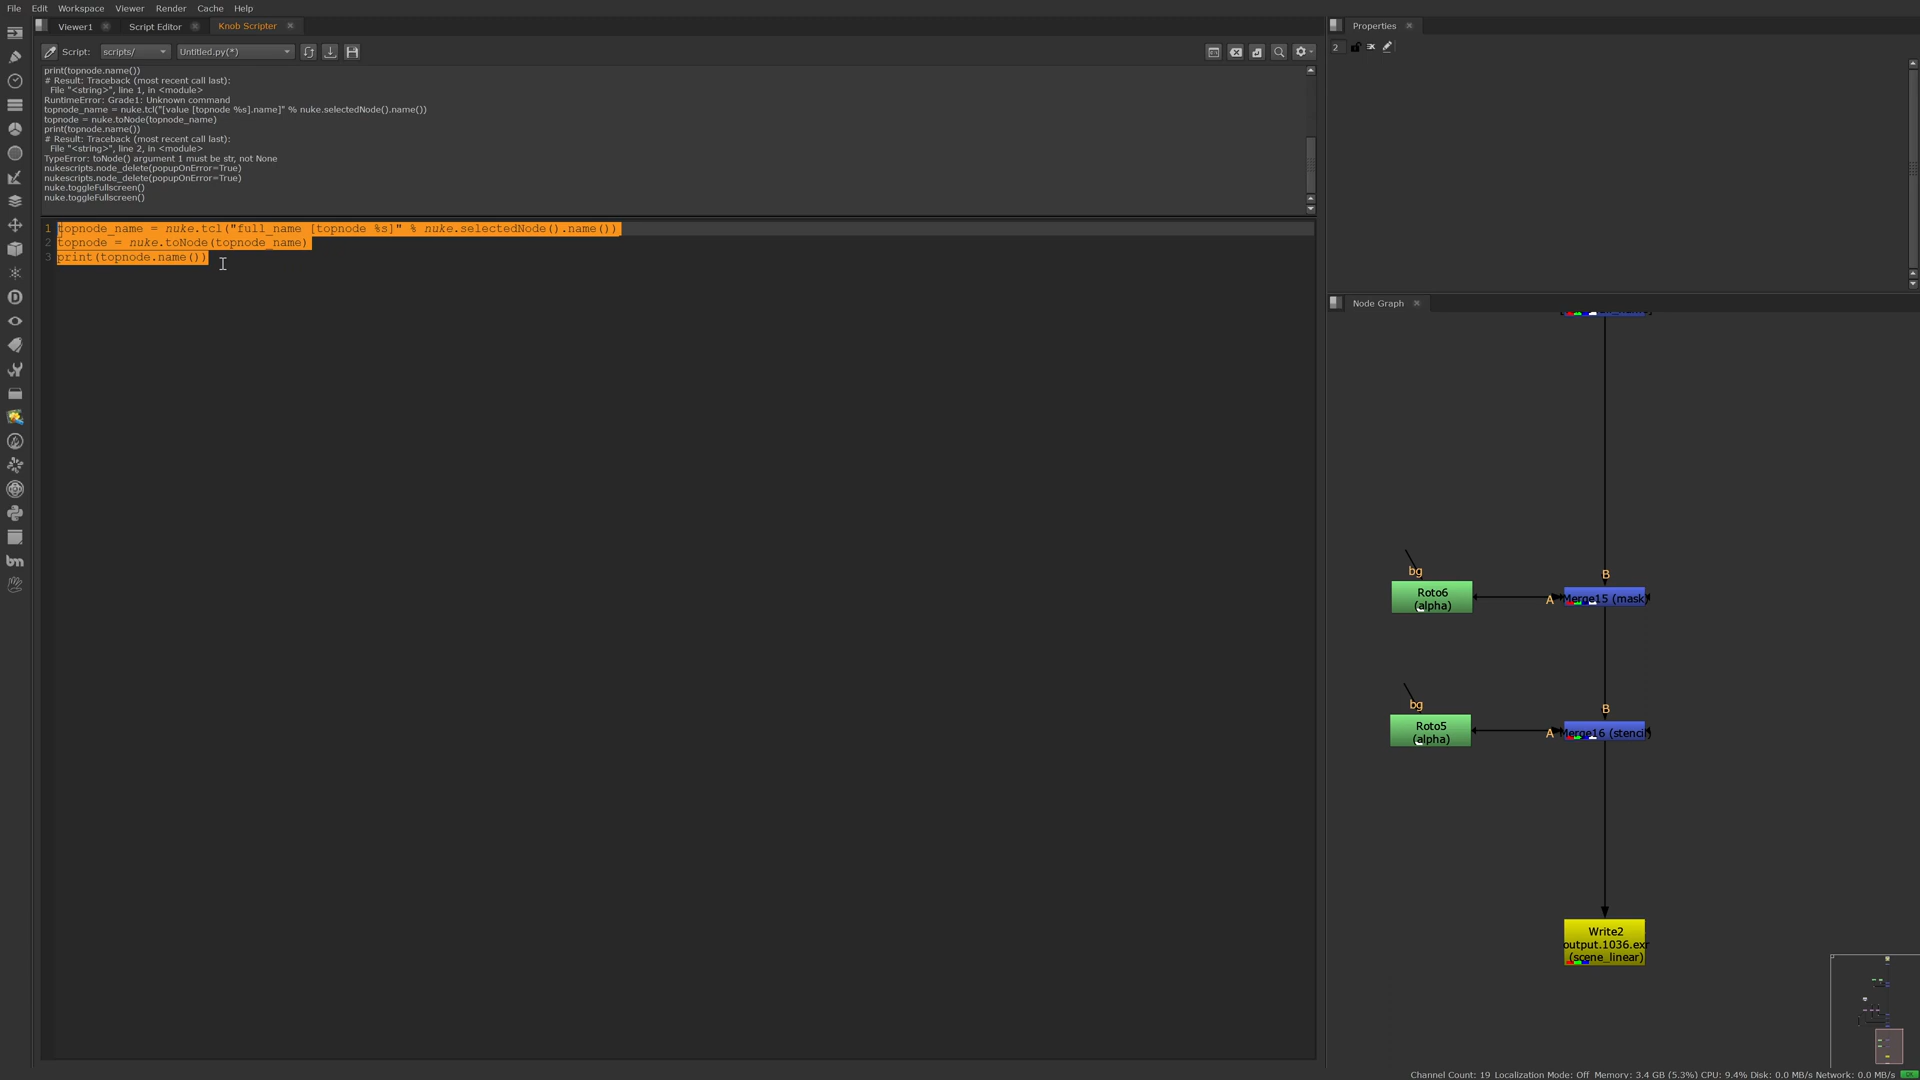 File Edit Workspace Viewer Render Cache Help
Viewer1 Script Editor Knob Scripter
Script: scripts/ Untitled.py(*)
print(topnode.name())
# Result: Traceback (most recent call last):
File "<string>", line 1, in <module>
RuntimeError: Grade1: Unknown command
topnode_name = nuke.tcl("[value [topnode %s].name]" % nuke.selectedNode().name())
topnode = nuke.toNode(topnode_name)
print(topnode.name())
# Result: Traceback (most recent call last):
File "<string>", line 2, in <module>
TypeError: toNode() argument 1 must be str, not None
nukescripts.node_delete(popupOnError=True)
nukescripts.node_delete(popupOnError=True)
nuke.toggleFullscreen()
nuke.toggleFullscreen()
1 topnode_name = nuke.tcl("full_name [topnode %s]" % nuke.selectedNode().name())
2 topnode = nuke.toNode(topnode_name)
3 print(topnode.name())
Properties
2
Node Graph
bg
B
Roto6
(alpha)
A
Merge15 (mask)
bg
B
Roto5
(alpha)
A
Merge16 (stencil)
Write2
output.1036.exr
(scene_linear)
Channel Count: 19 Localization Mode: Off Memory: 3.4 GB (5.3%) CPU: 9.4% Disk: 0.0 MB/s Network: 0.0 MB/s